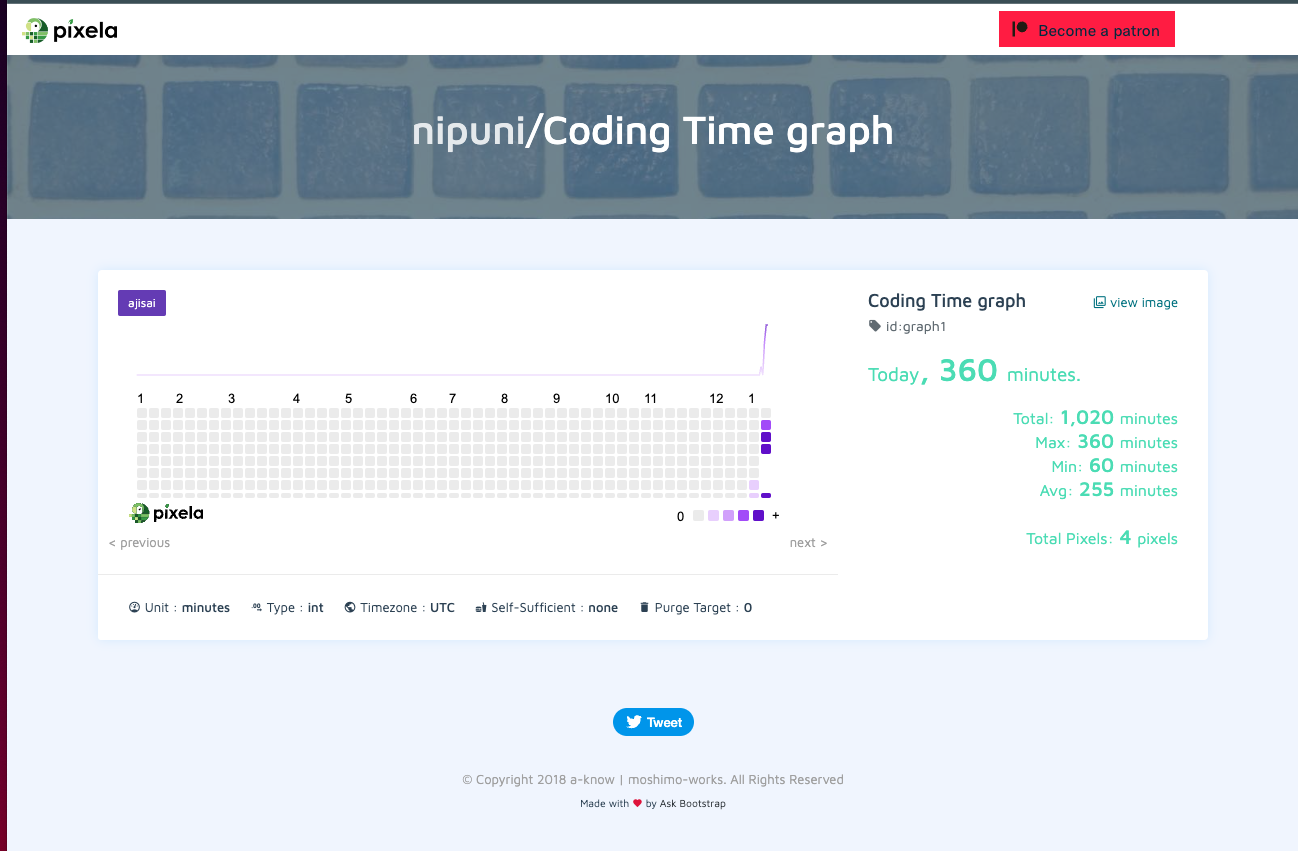 pixela
Become a patron
nipuni/Coding Time graph
ajisai
1 2 3 4 5 6 7 8 9 10 11 12 1
pixela
0 +
< previous next >
Unit : minutes Type : int Timezone : UTC Self-Sufficient : none Purge Target : 0
Coding Time graph view image
id:graph1
Today, 360 minutes.
Total: 1,020 minutes
Max: 360 minutes
Min: 60 minutes
Avg: 255 minutes
Total Pixels: 4 pixels
Tweet
© Copyright 2018 a-know | moshimo-works. All Rights Reserved
Made with ❤ by Ask Bootstrap